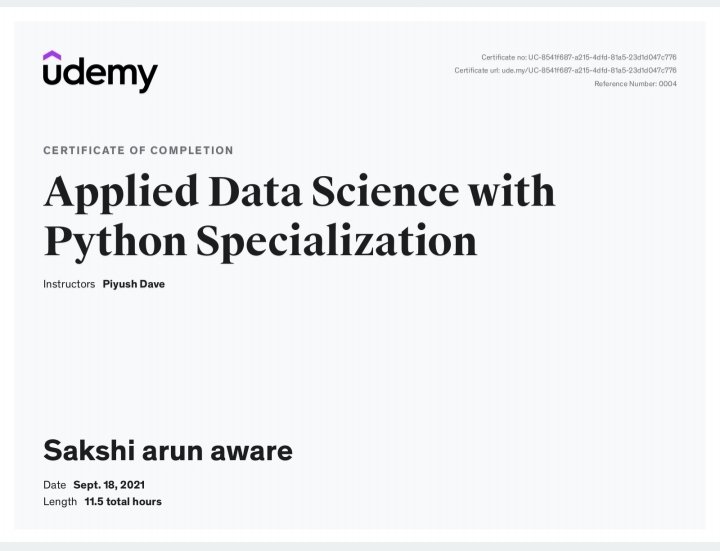 udemy
Certificate no: UC-8541f687-a215-4dfd-81a5-23d1d047c776
Certificate url: ude.my/UC-8541f687-a215-4dfd-81a5-23d1d047c776
Reference Number: 0004
CERTIFICATE OF COMPLETION
Applied Data Science with
Python Specialization
Instructors Piyush Dave
Sakshi arun aware
Date Sept. 18, 2021
Length 11.5 total hours